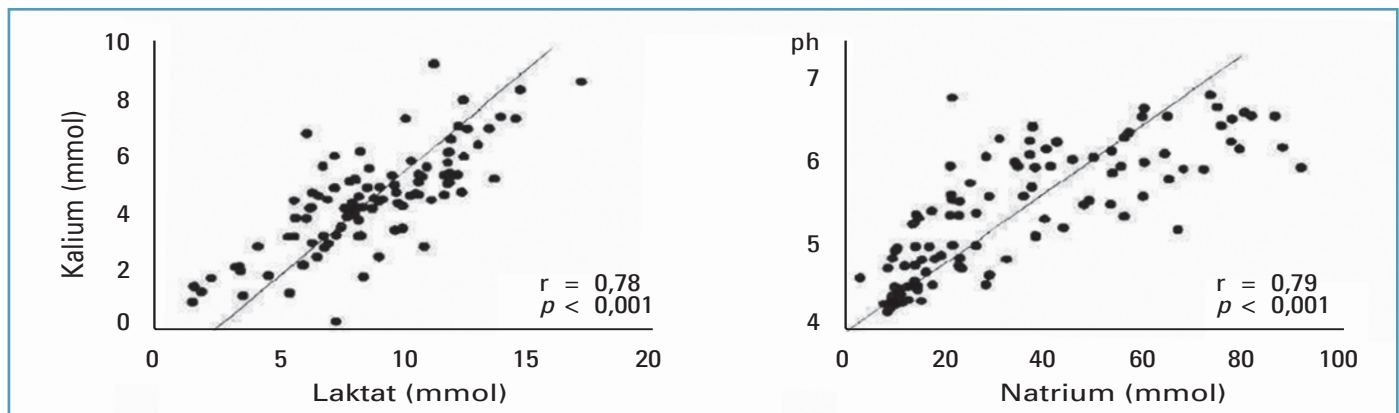 10
8
6
4
2
0
Kalium (mmol)
r = 0,78
p < 0,001
0 5 10 15 20
Laktat (mmol)
ph
7
6
5
4
r = 0,79
p < 0,001
0 20 40 60 80 100
Natrium (mmol)